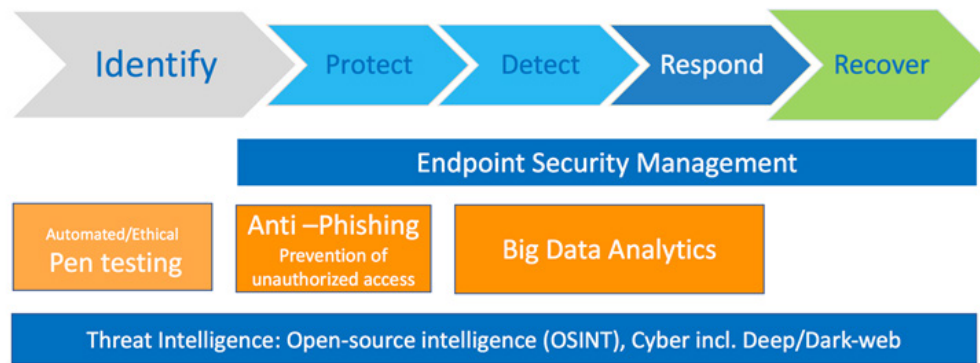 Identify
Protect
Detect
Respond
Recover
Endpoint Security Management
Automated/Ethical
Pen testing
Anti –Phishing
Prevention of
unauthorized access
Big Data Analytics
Threat Intelligence: Open-source intelligence (OSINT), Cyber incl. Deep/Dark-web